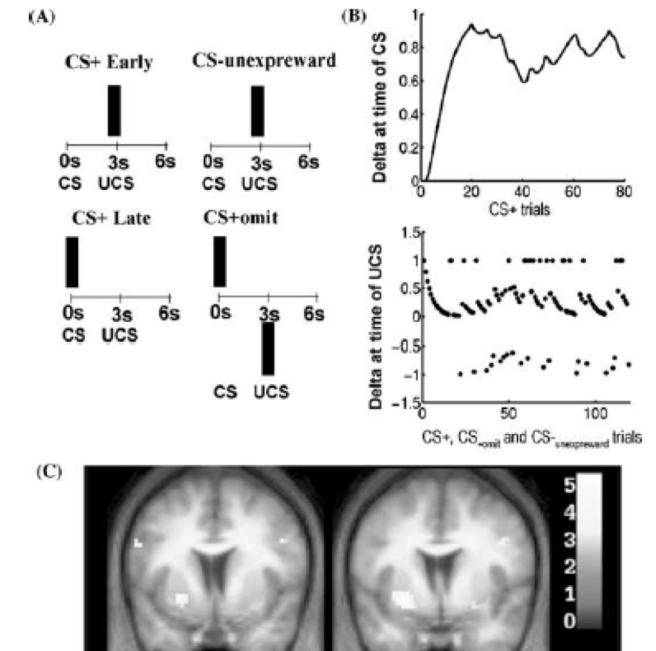 (A)
CS+ Early
CS-unexpreward
0s 3s 6s
CS UCS
0s 3s 6s
CS UCS
CS+ Late
CS+omit
0s 3s 6s
CS UCS
0s 3s 6s
CS UCS
(B)
Delta at time of CS
1
0.8
0.6
0.4
0.2
0
0 20 40 60 80
CS+ trials
Delta at time of UCS
1.5
1
0.5
0
-0.5
-1
-1.5
0 50 100
CS+, CS+omit and CS-unexpreward trials
(C)
5
4
3
2
1
0